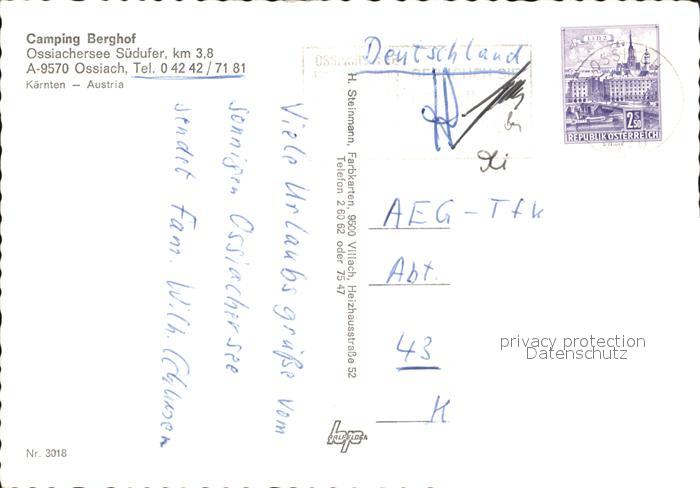 Camping Berghof
Ossiachersee Südufer, km 3,8
A-9570 Ossiach, Tel. 0 42 42 / 71 81
Kärnten — Austria
Viele Urlaubsgrüße vom
sonnigen Ossiachersee
sendet Fam. Wilh.
H. Steinmann, Farbkarten, 9500 Villach, Heizhausstraße 52
Telefon 2 60 62 oder 75 47
Deutschland
LINZ
2.50
REPUBLIK ÖSTERREICH
AEG - Tfk
Abt.
43
K
privacy protection
Datenschutz
Nr. 3018